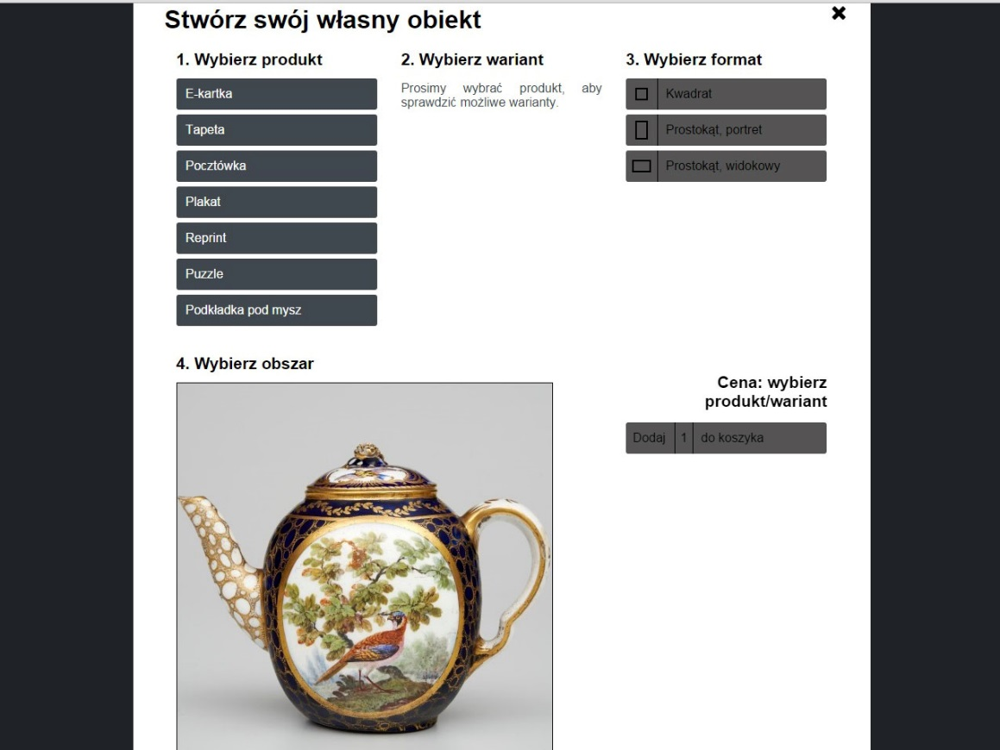 Stwórz swój własny obiekt
1. Wybierz produkt
E-kartka
Tapeta
Pocztówka
Plakat
Reprint
Puzzle
Podkładka pod mysz
2. Wybierz wariant
Prosimy wybrać produkt, aby
sprawdzić możliwe warianty.
3. Wybierz format
Kwadrat
Prostokąt, portret
Prostokąt, widokowy
4. Wybierz obszar
Cena: wybierz
produkt/wariant
Dodaj 1 do koszyka